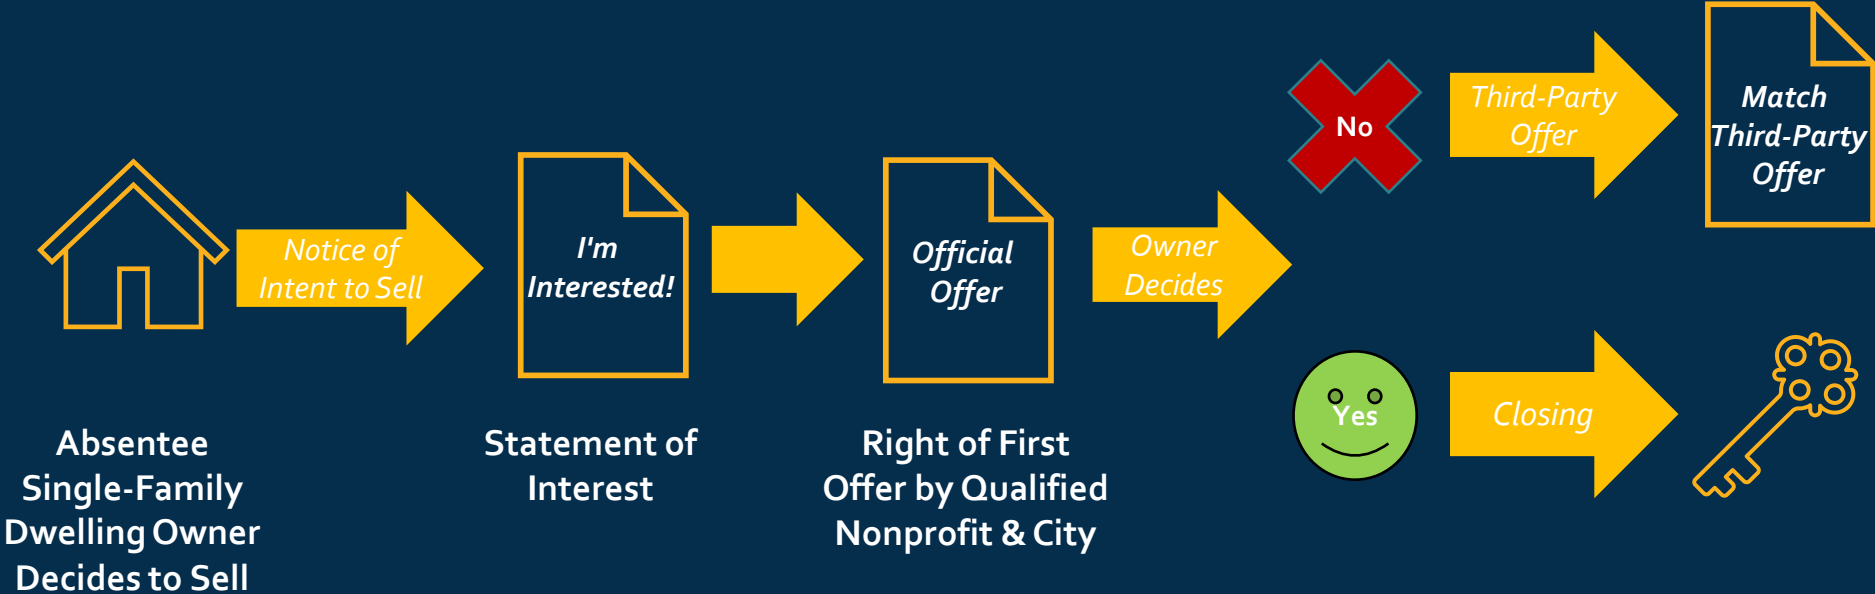 Notice of
Intent to Sell
I'm
Interested!
Official
Offer
Owner
Decides
No
Third-Party
Offer
Match
Third-Party
Offer
Yes
Closing
Absentee
Single-Family
Dwelling Owner
Decides to Sell
Statement of
Interest
Right of First
Offer by Qualified
Nonprofit & City